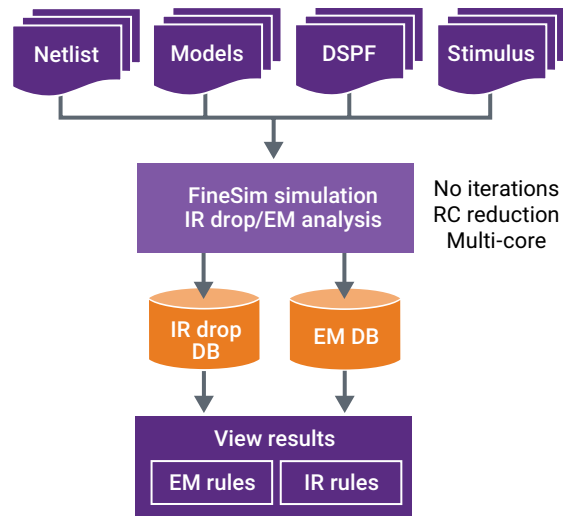 Netlist
Models
DSPF
Stimulus
FineSim simulation
IR drop/EM analysis
No iterations
RC reduction
Multi-core
IR drop
DB
EM DB
View results
EM rules
IR rules